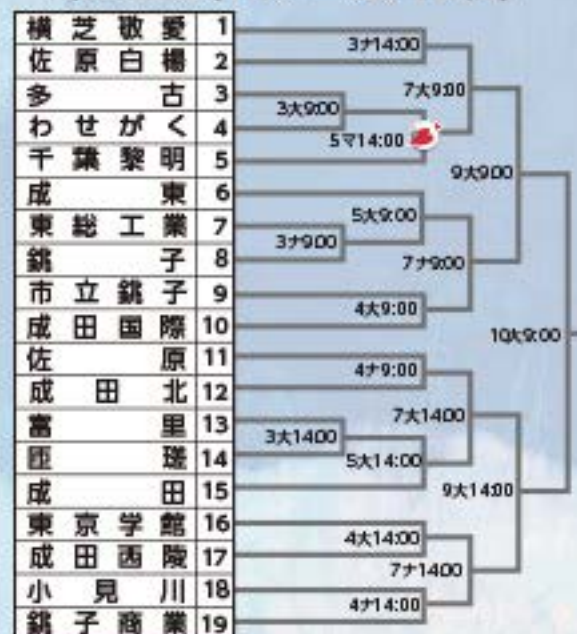 横芝敬愛 1
佐原白楊 2
多古 3
わせがく 4
千葉黎明 5
成東 6
東総工業 7
銚子 8
市立銚子 9
成田国際 10
佐原 11
成田北 12
富里 13
匝瑳 14
成田 15
東京学館 16
成田西陵 17
小見川 18
銚子商業 19
3ナ14:00
3大9:00
5マ14:00
7大9:00
5大9:00
3ナ9:00
7ナ9:00
4大9:00
9大9:00
10大9:00
4ナ9:00
7大14:00
3大14:00
5大14:00
9大14:00
4大14:00
7ナ14:00
4ナ14:00